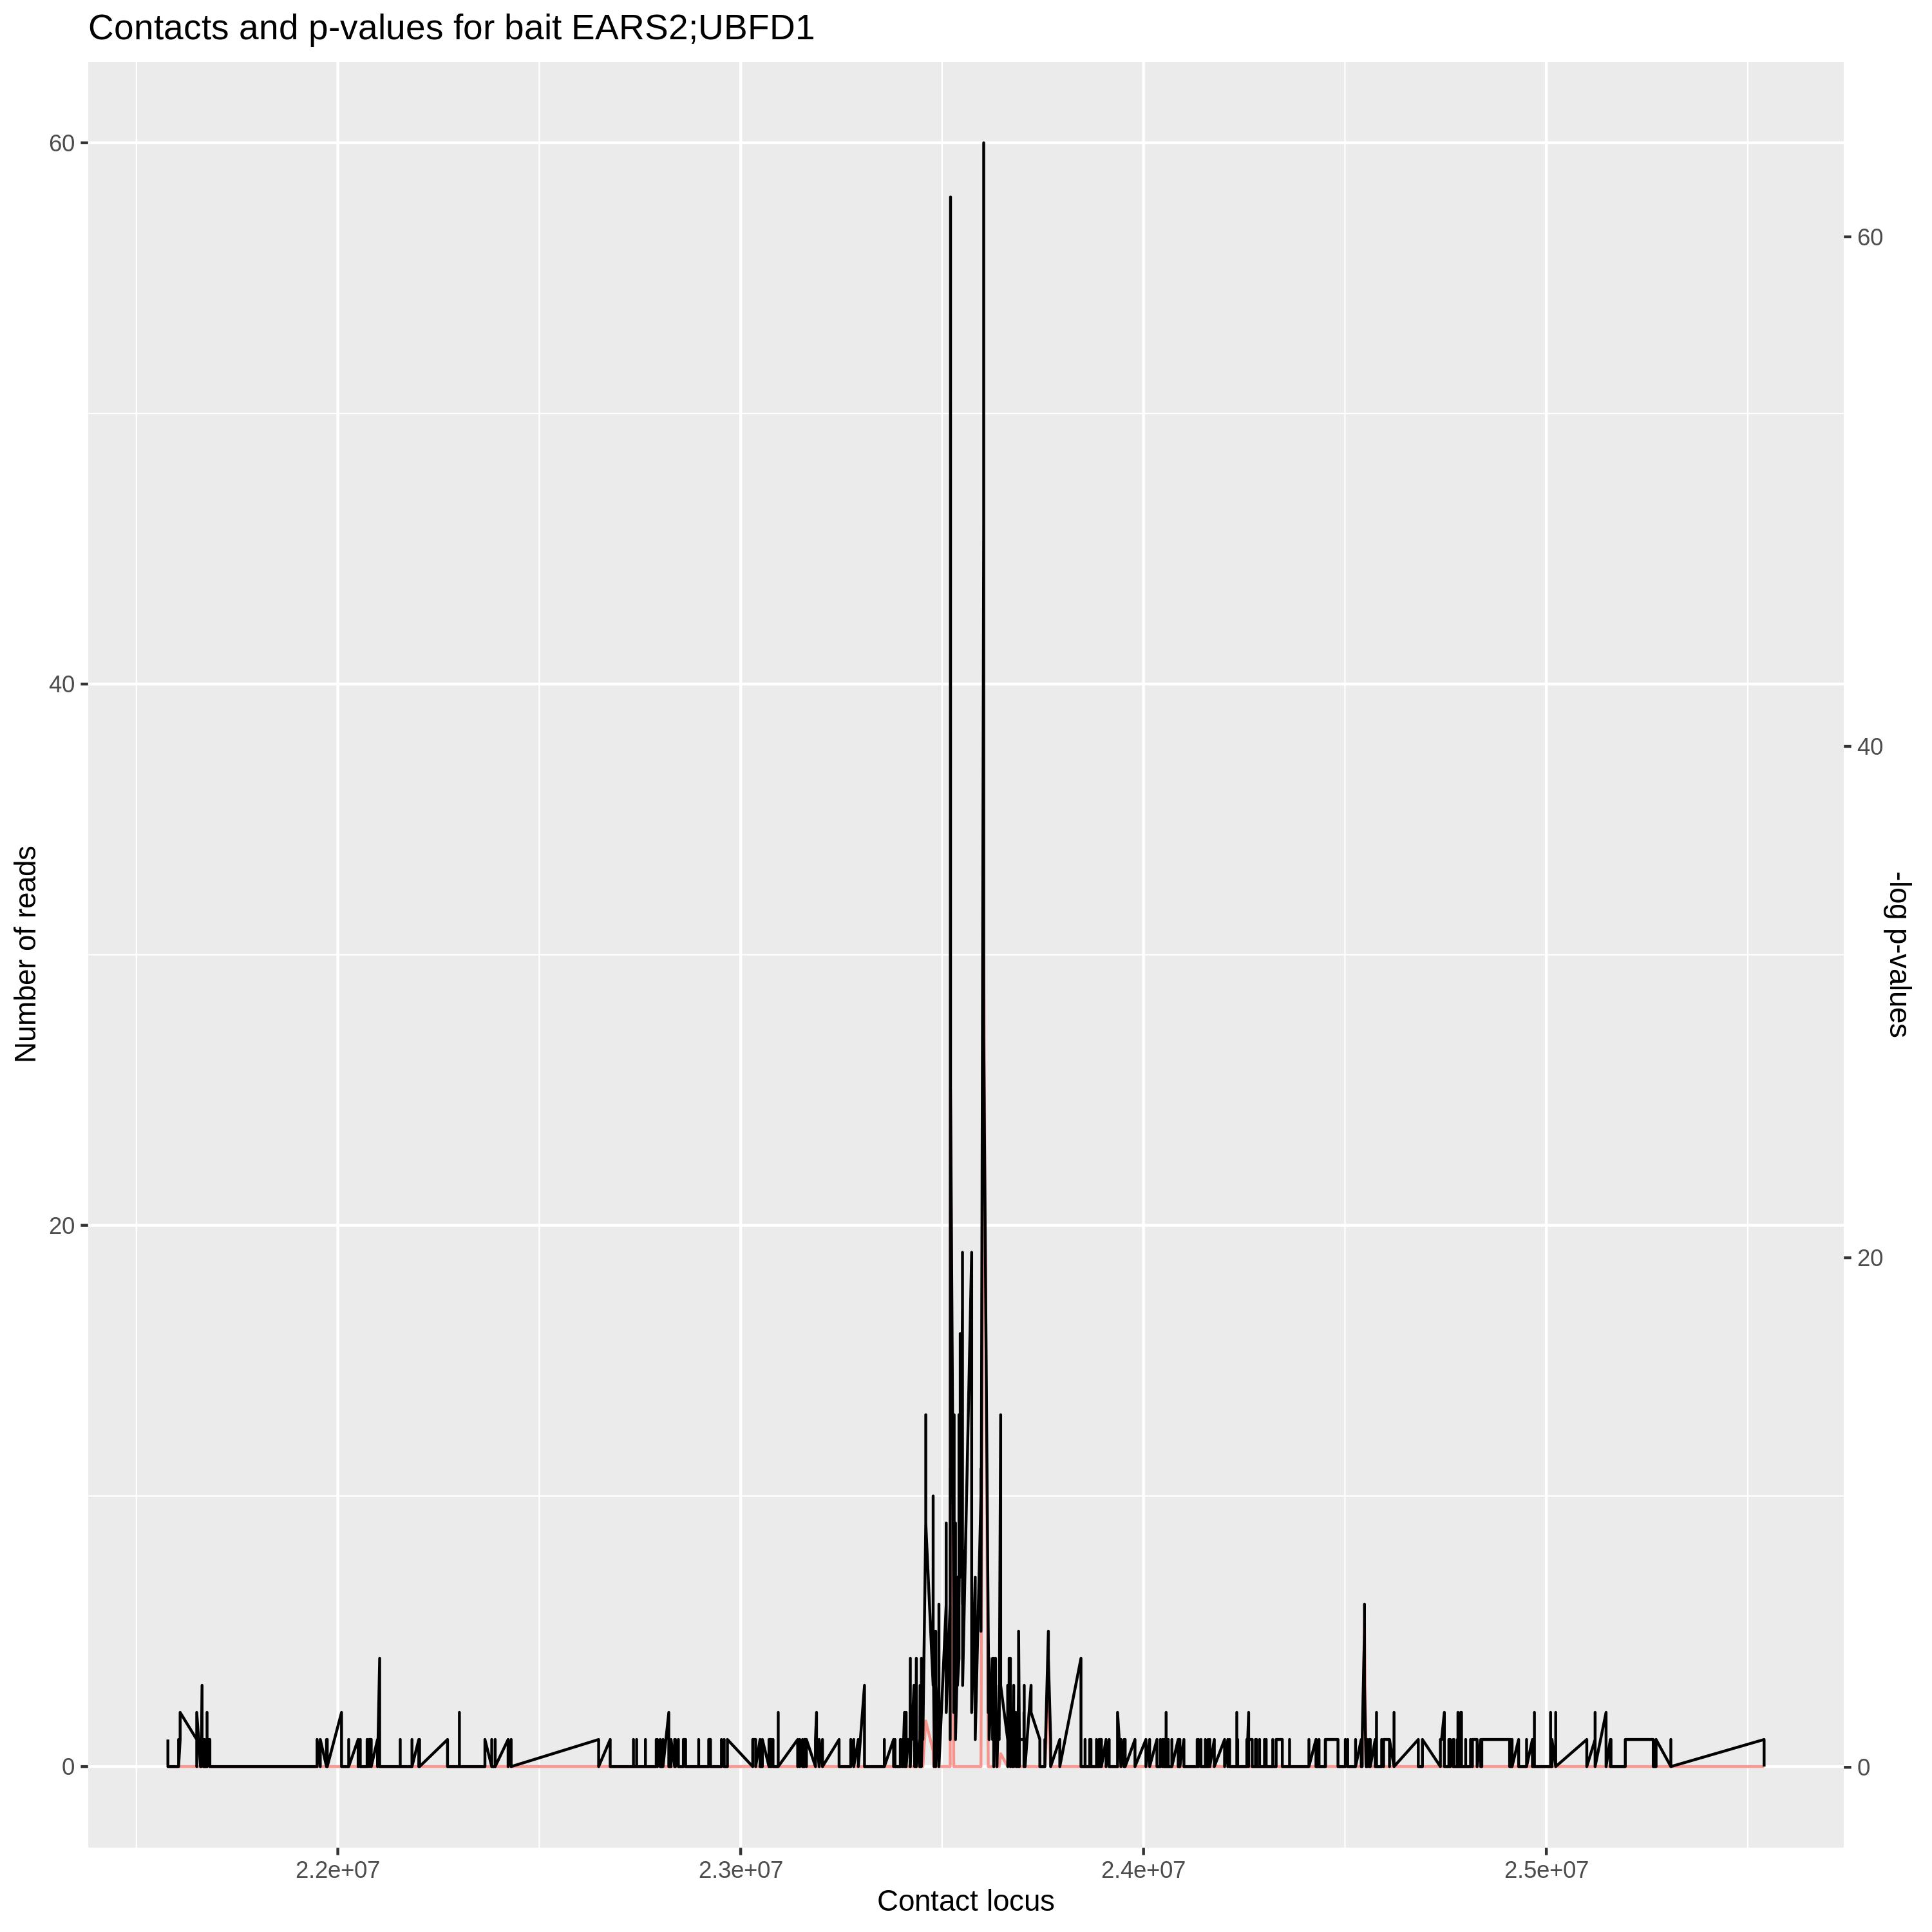 Contacts and p-values for bait EARS2;UBFD1
60
40
20
0
Number of reads
60
40
20
0
-log p-values
2.2e+07
2.3e+07
2.4e+07
2.5e+07
Contact locus